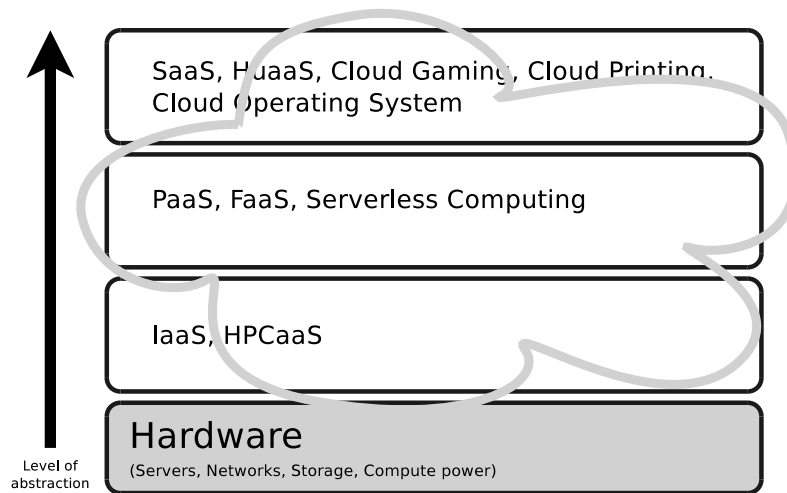 SaaS, HuaaS, Cloud Gaming, Cloud Printing,
Cloud Operating System
PaaS, FaaS, Serverless Computing
IaaS, HPCaaS
Hardware
(Servers, Networks, Storage, Compute power)
Level of
abstraction